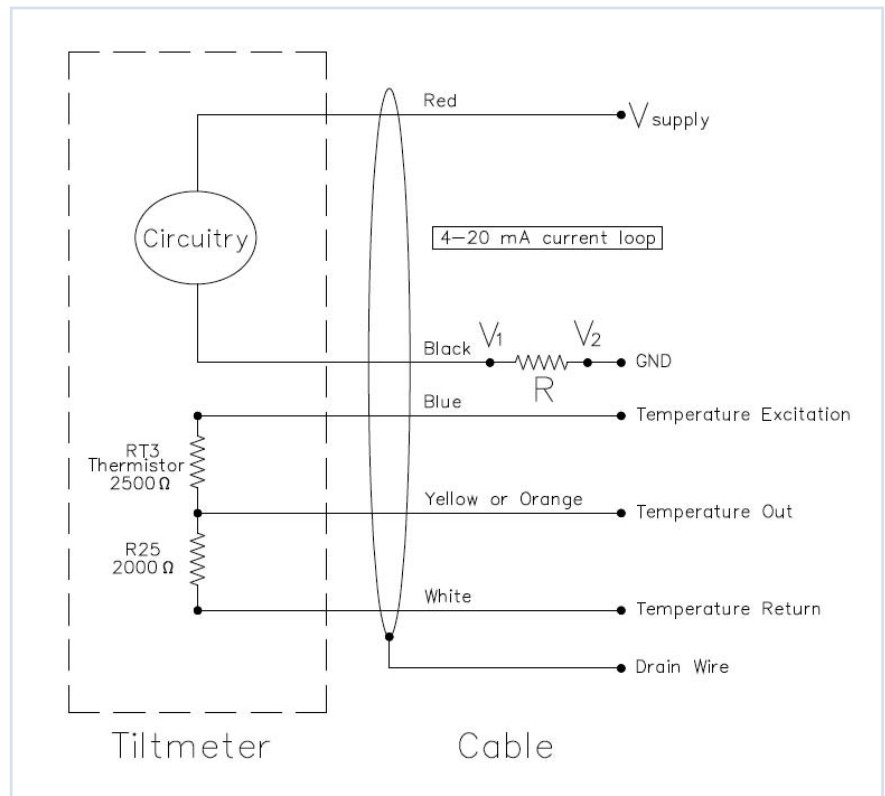 Red
V supply
Circuitry
4-20 mA current loop
Black
V1
V2
GND
R
Blue
Temperature Excitation
RT3
Thermistor
2500Ω
Yellow or Orange
Temperature Out
R25
2000Ω
White
Temperature Return
Drain Wire
Tiltmeter
Cable